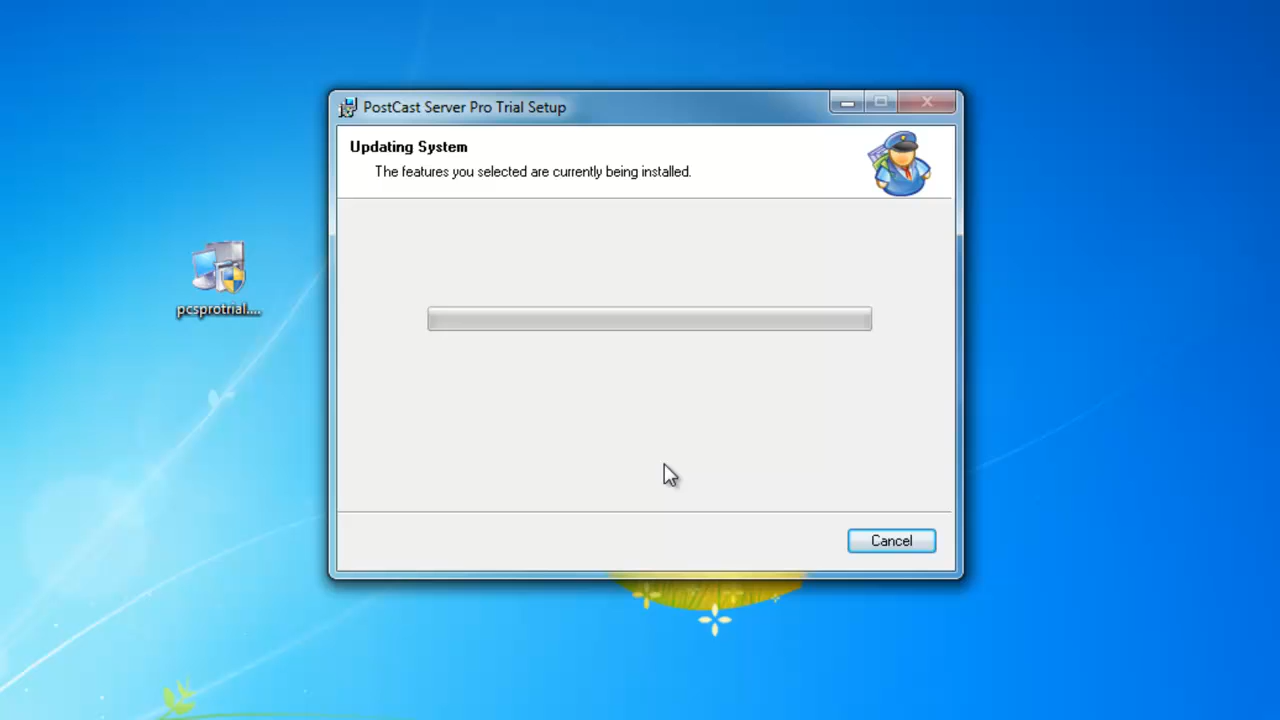 PostCast Server Pro Trial Setup
Updating System
The features you selected are currently being installed.
pcsprotrial....
Cancel